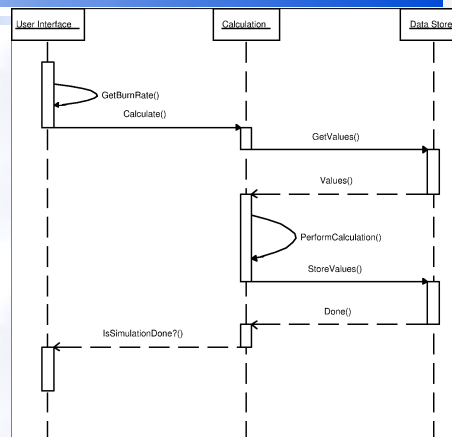 User Interface
Calculation
Data Store
GetBurnRate()
Calculate()
GetValues()
Values()
PerformCalculation()
StoreValues()
Done()
IsSimulationDone?()